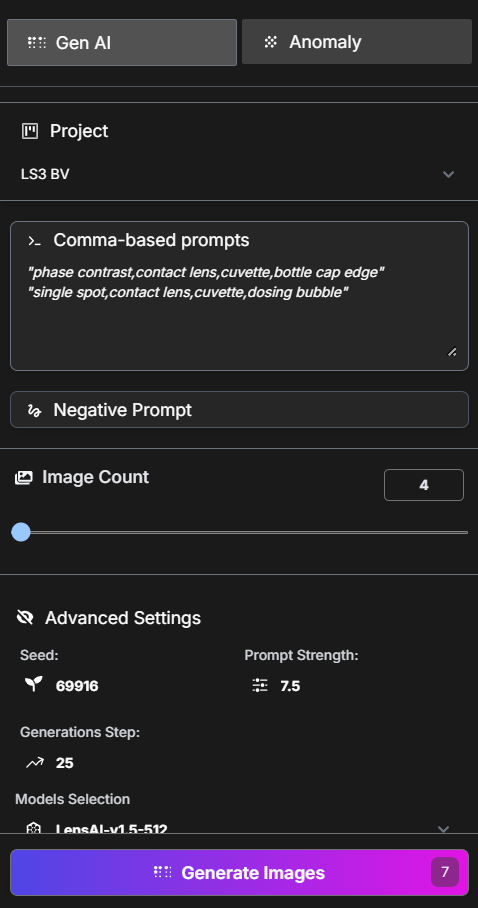 Gen AI
Anomaly
Project
LS3 BV
Comma-based prompts
"phase contrast,contact lens,cuvette,bottle cap edge"
"single spot,contact lens,cuvette,dosing bubble"
Negative Prompt
Image Count
4
Advanced Settings
Seed:
Prompt Strength:
69916
7.5
Generations Step:
25
Models Selection
LensAI-v1.5-512
Generate Images
7